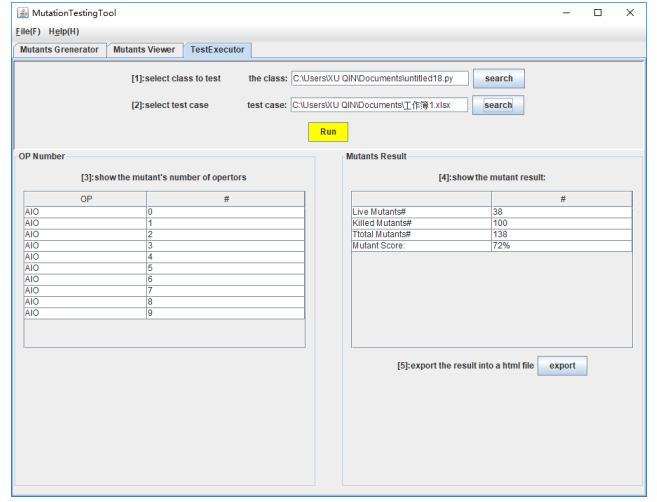 MutationTestingTool
File(F) Help(H)
Mutants Grenerator Mutants Viewer TestExecutor
[1]:select class to test the class: C:\Users\XU QIN\Documents\untitled18.py search
[2]:select test case test case: C:\Users\XU QIN\Documents\工作簿1.xlsx search
Run
OP Number
[3]:show the mutant's number of opertors
OP #
AIO 0
AIO 1
AIO 2
AIO 3
AIO 4
AIO 5
AIO 6
AIO 7
AIO 8
AIO 9
Mutants Result
[4]:show the mutant result:
#
Live Mutants# 38
Killed Mutants# 100
Ttotal Mutants# 138
Mutant Score: 72%
[5]:export the result into a html file export